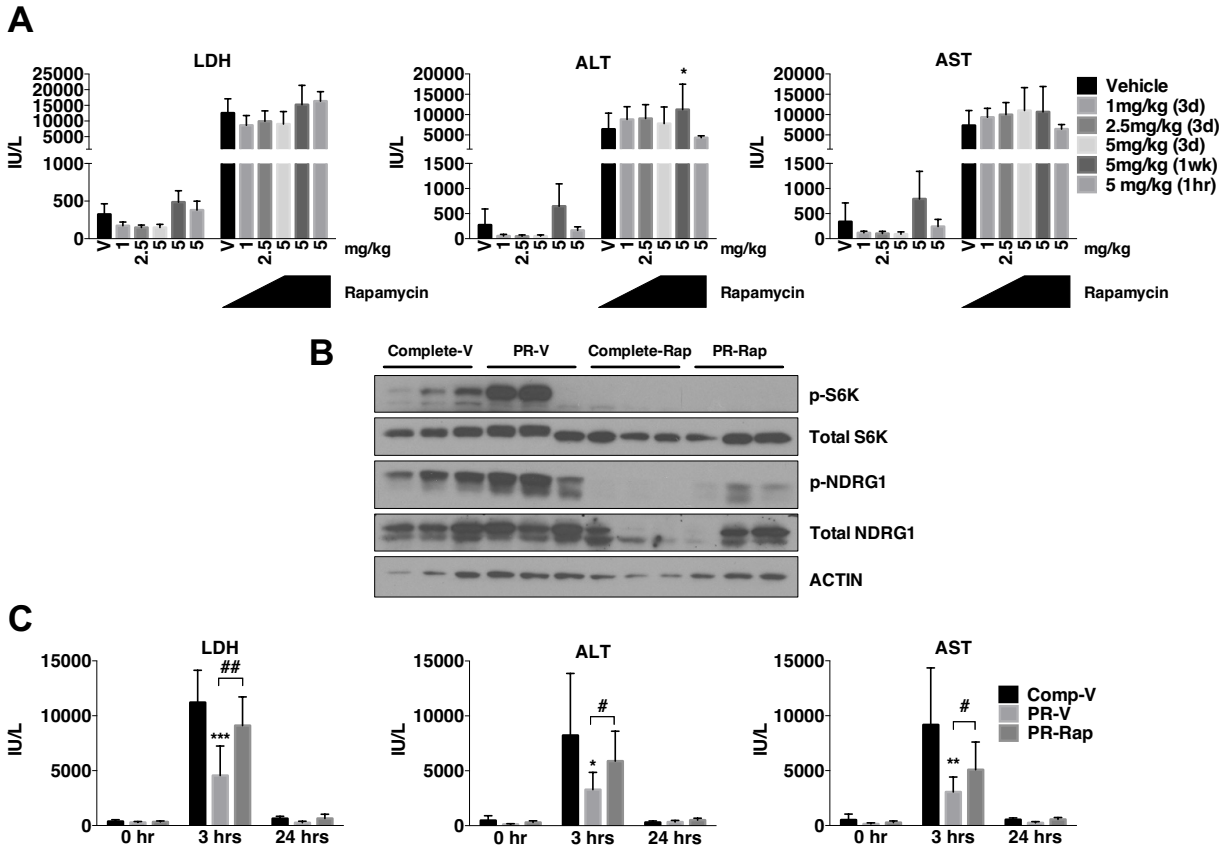 A
LDH
ALT
AST
IU/L
25000
20000
15000
10000
5000
1000
500
0
V 1 2.5 5 5 5
V 1 2.5 5 5 5
mg/kg
Rapamycin
IU/L
20000
15000
10000
5000
1500
1000
500
0
*
V 1 2.5 5 5 5
V 1 2.5 5 5 5
mg/kg
Rapamycin
IU/L
20000
15000
10000
5000
1500
1000
500
0
V 1 2.5 5 5 5
V 1 2.5 5 5 5
mg/kg
Rapamycin
Vehicle
1mg/kg (3d)
2.5mg/kg (3d)
5mg/kg (3d)
5mg/kg (1wk)
5 mg/kg (1hr)
B
Complete-V PR-V Complete-Rap PR-Rap
p-S6K
Total S6K
p-NDRG1
Total NDRG1
ACTIN
C
LDH
IU/L
15000
10000
5000
0
##
***
0 hr 3 hrs 24 hrs
ALT
IU/L
15000
10000
5000
0
#
*
0 hr 3 hrs 24 hrs
AST
IU/L
15000
10000
5000
0
#
**
0 hr 3 hrs 24 hrs
Comp-V
PR-V
PR-Rap